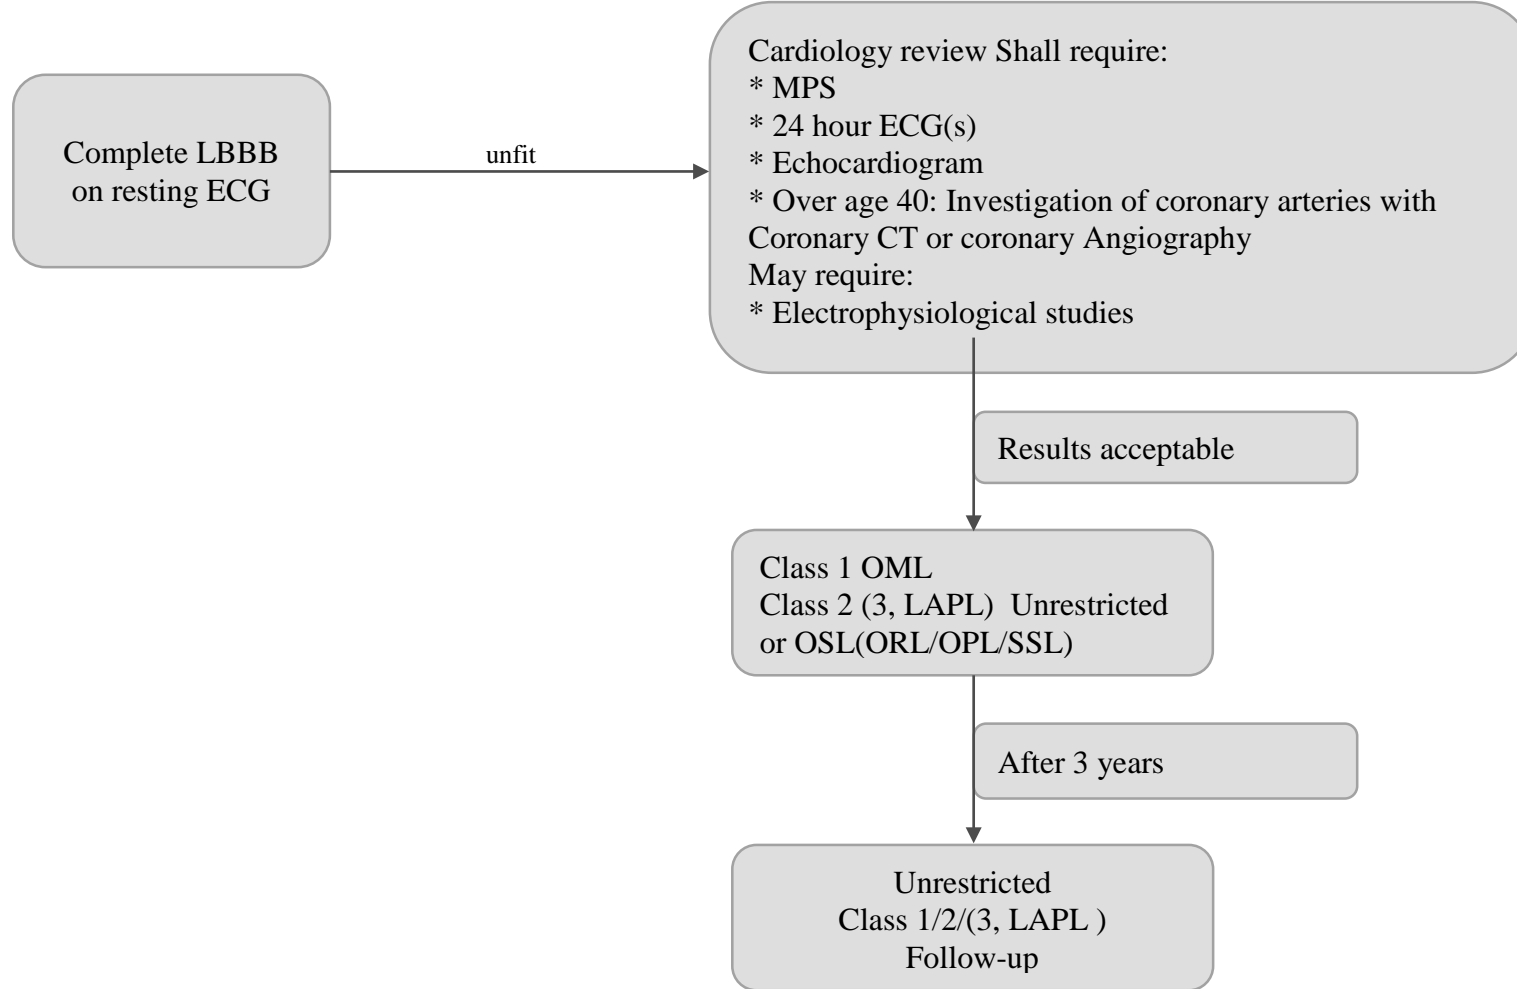 Complete LBBB
on resting ECG
unfit
Cardiology review Shall require:
* MPS
* 24 hour ECG(s)
* Echocardiogram
* Over age 40: Investigation of coronary arteries with
Coronary CT or coronary Angiography
May require:
* Electrophysiological studies
Results acceptable
Class 1 OML
Class 2 (3, LAPL)  Unrestricted
or OSL(ORL/OPL/SSL)
After 3 years
Unrestricted
Class 1/2/(3, LAPL )
Follow-up